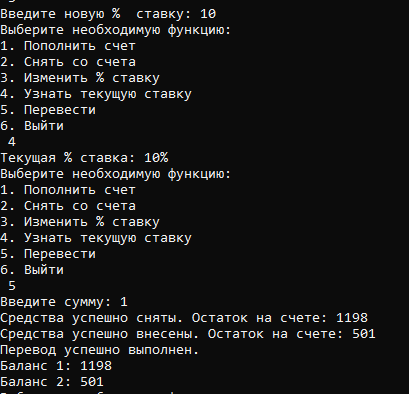 Введите новую %  ставку: 10
Выберите необходимую функцию:
1. Пополнить счет
2. Снять со счета
3. Изменить % ставку
4. Узнать текущую ставку
5. Перевести
6. Выйти
4
Текущая % ставка: 10%
Выберите необходимую функцию:
1. Пополнить счет
2. Снять со счета
3. Изменить % ставку
4. Узнать текущую ставку
5. Перевести
6. Выйти
5
Введите сумму: 1
Средства успешно сняты. Остаток на счете: 1198
Средства успешно внесены. Остаток на счете: 501
Перевод успешно выполнен.
Баланс 1: 1198
Баланс 2: 501